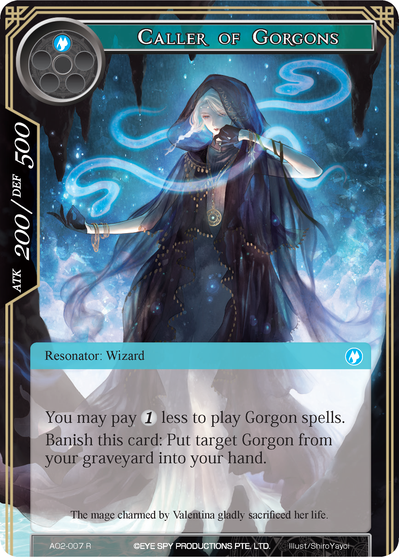 CALLER OF GORGONS
ATK 200/DEF 500
Resonator: Wizard
You may pay 1 less to play Gorgon spells.
Banish this card: Put target Gorgon from
your graveyard into your hand.
The mage charmed by Valentina gladly sacrificed her life.
A02-007 R
©EYE SPY PRODUCTIONS PTE. LTD.
Illust/ShiroYayoi